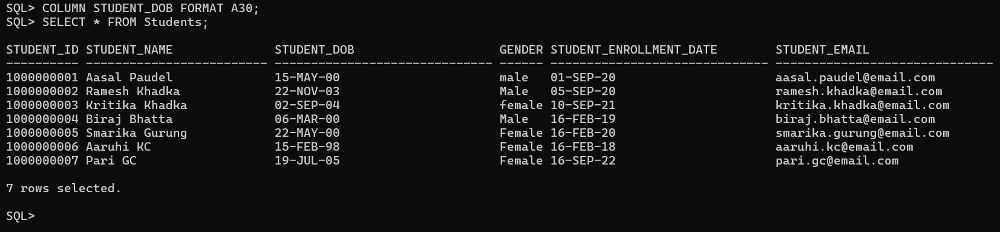 SQL> COLUMN STUDENT_DOB FORMAT A30;
SQL> SELECT * FROM Students;
STUDENT_ID STUDENT_NAME              STUDENT_DOB                    GENDER STUDENT_ENROLLMENT_DATE        STUDENT_EMAIL
---------- ------------------------- ------------------------------ ------ ------------------------------ ------------------------------
1000000001 Aasal Paudel              15-MAY-00                      male   01-SEP-20                      aasal.paudel@email.com
1000000002 Ramesh Khadka             22-NOV-03                      Male   05-SEP-20                      ramesh.khadka@email.com
1000000003 Kritika Khadka            02-SEP-04                      female 10-SEP-21                      kritika.khadka@email.com
1000000004 Biraj Bhatta              06-MAR-00                      Male   16-FEB-19                      biraj.bhatta@email.com
1000000005 Smarika Gurung            22-MAY-00                      Female 16-FEB-20                      smarika.gurung@email.com
1000000006 Aaruhi KC                 15-FEB-98                      Female 16-FEB-18                      aaruhi.kc@email.com
1000000007 Pari GC                   19-JUL-05                      Female 16-SEP-22                      pari.gc@email.com
7 rows selected.
SQL>